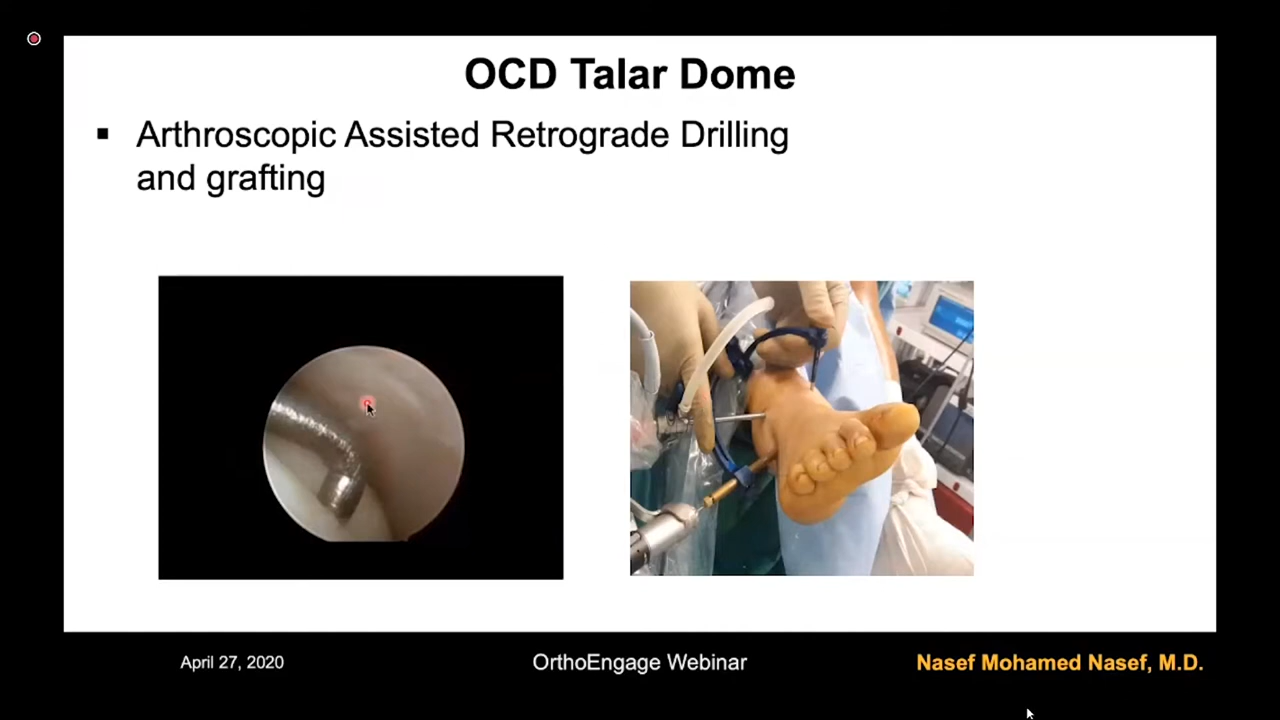 OCD Talar Dome
▪ Arthroscopic Assisted Retrograde Drilling
and grafting
April 27, 2020
OrthoEngage Webinar
Nasef Mohamed Nasef, M.D.